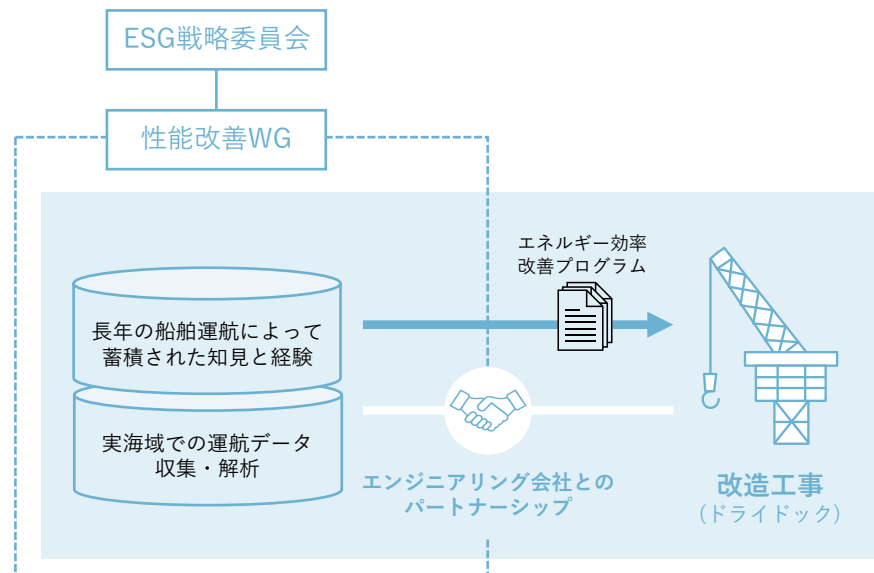 ESG戦略委員会
性能改善WG
エネルギー効率
改善プログラム
長年の船舶運航によって
蓄積された知見と経験
実海域での運航データ
収集・解析
エンジニアリング会社との
パートナーシップ
改造工事
(ドライドック)